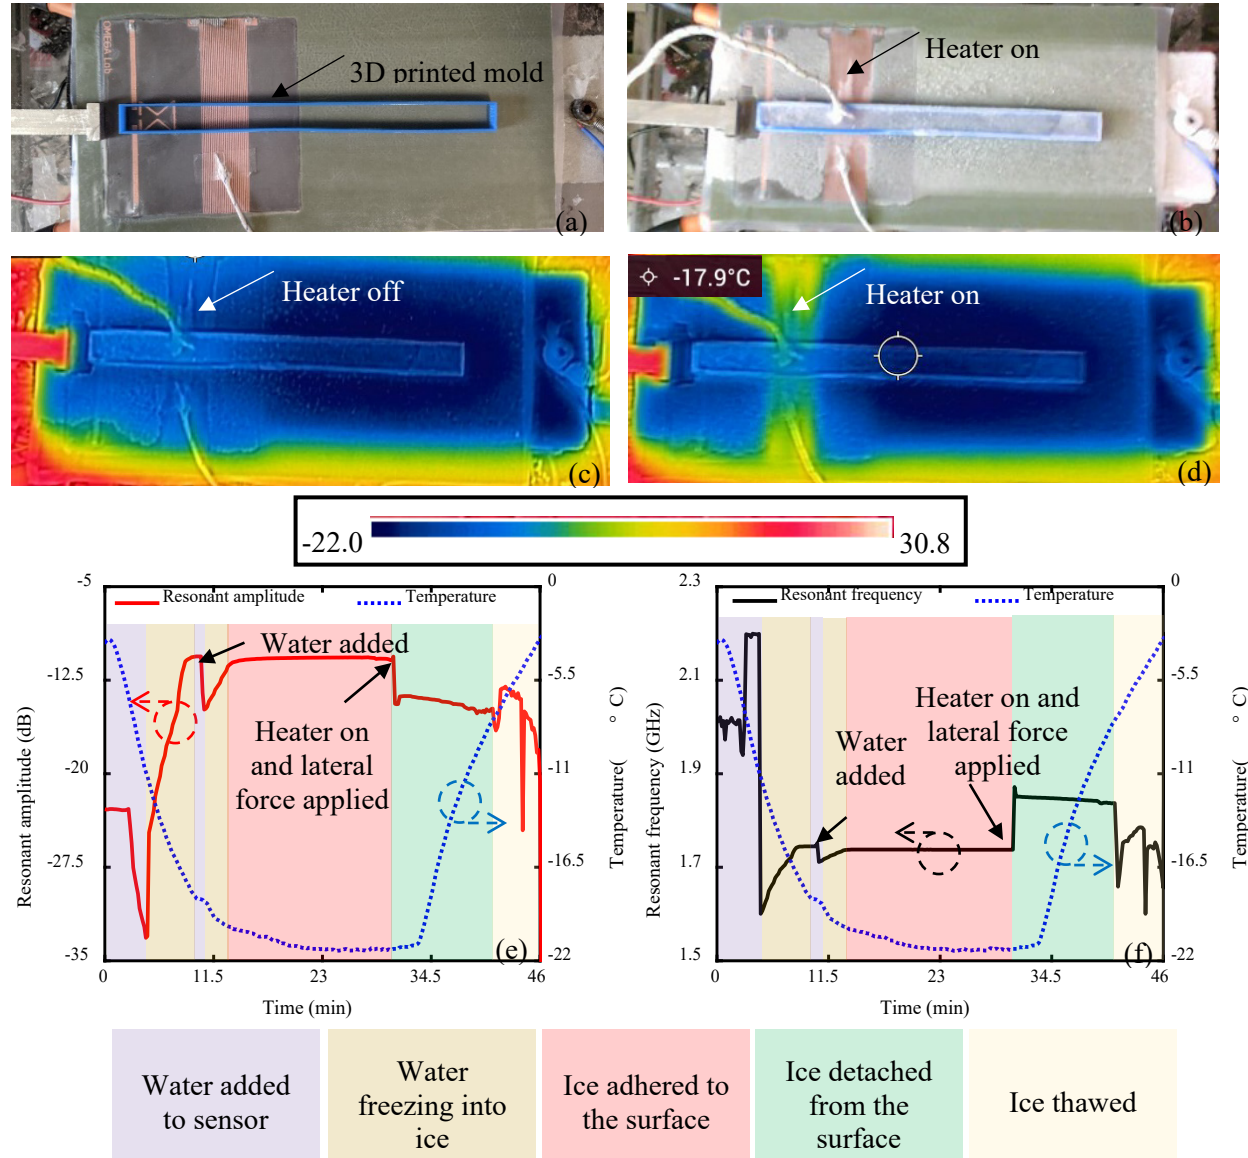 OMEGA Lab
3D printed mold
(a)
Heater on
(b)
Heater off
(c)
-17.9°C
Heater on
(d)
-22.0
30.8
-5
-12.5
-20
-27.5
-35
Resonant amplitude (dB)
Resonant amplitude
Temperature
Water added
Heater on
and lateral
force applied
(e)
0
-5.5
-11
-16.5
-22
Temperature( °C)
0
11.5
23
34.5
46
Time (min)
2.3
2.1
1.9
1.7
1.5
Resonant frequency (GHz)
Resonant frequency
Temperature
Water
added
Heater on and
lateral force
applied
(f)
0
-5.5
-11
-16.5
-22
Temperature( °C)
0
11.5
23
34.5
46
Time (min)
Water added
to sensor
Water
freezing into
ice
Ice adhered to
the surface
Ice detached
from the
surface
Ice thawed